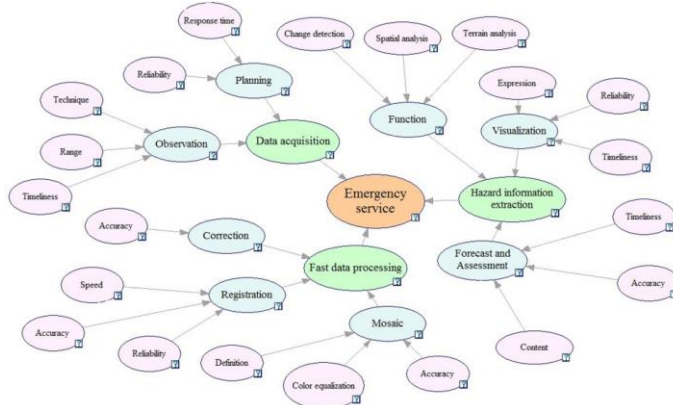 Response time
Change detection
Spatial analysis
Terrain analysis
Reliability
Planning
Expression
Technique
Reliability
Function
Visualization
Range
Observation
Data acquisition
Timeliness
Timeliness
Emergency
service
Hazard information
extraction
Accuracy
Correction
Timeliness
Forecast and
Assessment
Fast data processing
Speed
Registration
Accuracy
Accuracy
Mosaic
Reliability
Definition
Content
Color equalization
Accuracy